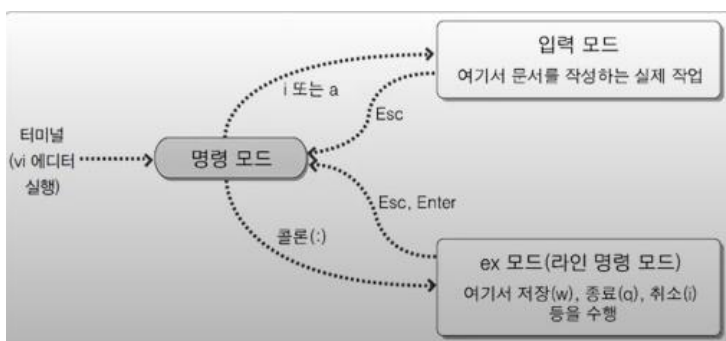 입력 모드
여기서 문서를 작성하는 실제 작업
i 또는 a
Esc
터미널
(vi 에디터
실행)
명령 모드
Esc, Enter
콜론(:)
ex 모드(라인 명령 모드)
여기서 저장(w), 종료(q), 취소(i)
등을 수행